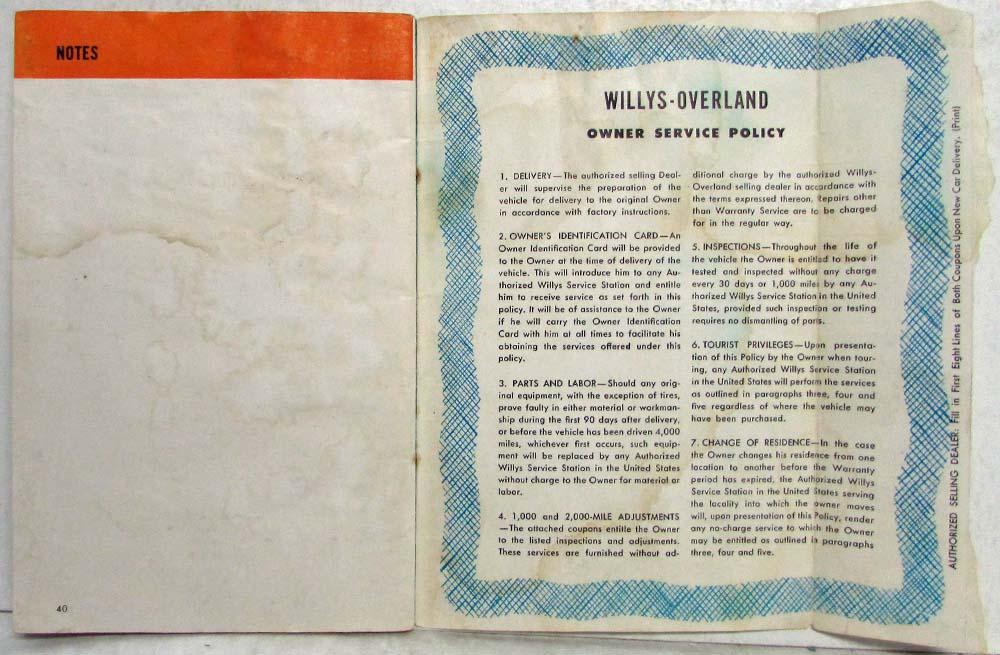 NOTES
40
WILLYS-OVERLAND
OWNER SERVICE POLICY
1. DELIVERY—The authorized selling Deal-
er will supervise the preparation of the
vehicle for delivery to the original Owner
in accordance with factory instructions.
2. OWNER'S IDENTIFICATION CARD—An
Owner Identification Card will be provided
to the Owner at the time of delivery of the
vehicle. This will introduce him to any Au-
thorized Willys Service Station and entitle
him to receive service as set forth in this
policy. It will be of assistance to the Owner
if he will carry the Owner Identification
Card with him at all times to facilitate his
obtaining the services offered under this
policy.
3. PARTS AND LABOR—Should any orig-
inal equipment, with the exception of tires,
prove faulty in either material or workman-
ship during the first 90 days after delivery,
or before the vehicle has been driven 4,000
miles, whichever first occurs, such equip-
ment will be replaced by any Authorized
Willys Service Station in the United States
without charge to the Owner for material or
labor.
4. 1,000 and 2,000-MILE ADJUSTMENTS
—The attached coupons entitle the Owner
to the listed inspections and adjustments.
These services are furnished without ad-
ditional charge by the authorized Willys-
Overland selling dealer in accordance with
the terms expressed thereon. Repairs other
than Warranty Service are to be charged
for in the regular way.
5. INSPECTIONS—Throughout the life of
the vehicle the Owner is entitled to have it
tested and inspected without any charge
every 30 days or 1,000 miles by any Au-
thorized Willys Service Station in the United
States, provided such inspection or testing
requires no dismantling of parts.
6. TOURIST PRIVILEGES—Upon presenta-
tion of this Policy by the Owner when tour-
ing, any Authorized Willys Service Station
in the United States will perform the services
as outlined in paragraphs three, four and
five regardless of where the vehicle may
have been purchased.
7. CHANGE OF RESIDENCE—In the case
the Owner changes his residence from one
location to another before the Warranty
period has expired, the Authorized Willys
Service Station in the United States serving
the locality into which the owner moves
will, upon presentation of this Policy, render
any no-charge service to which the Owner
may be entitled as outlined in paragraphs
three, four and five.
AUTHORIZED SELLING DEALER: Fill in First Eight Lines of Both Coupons Upon New Car Delivery. (Print)